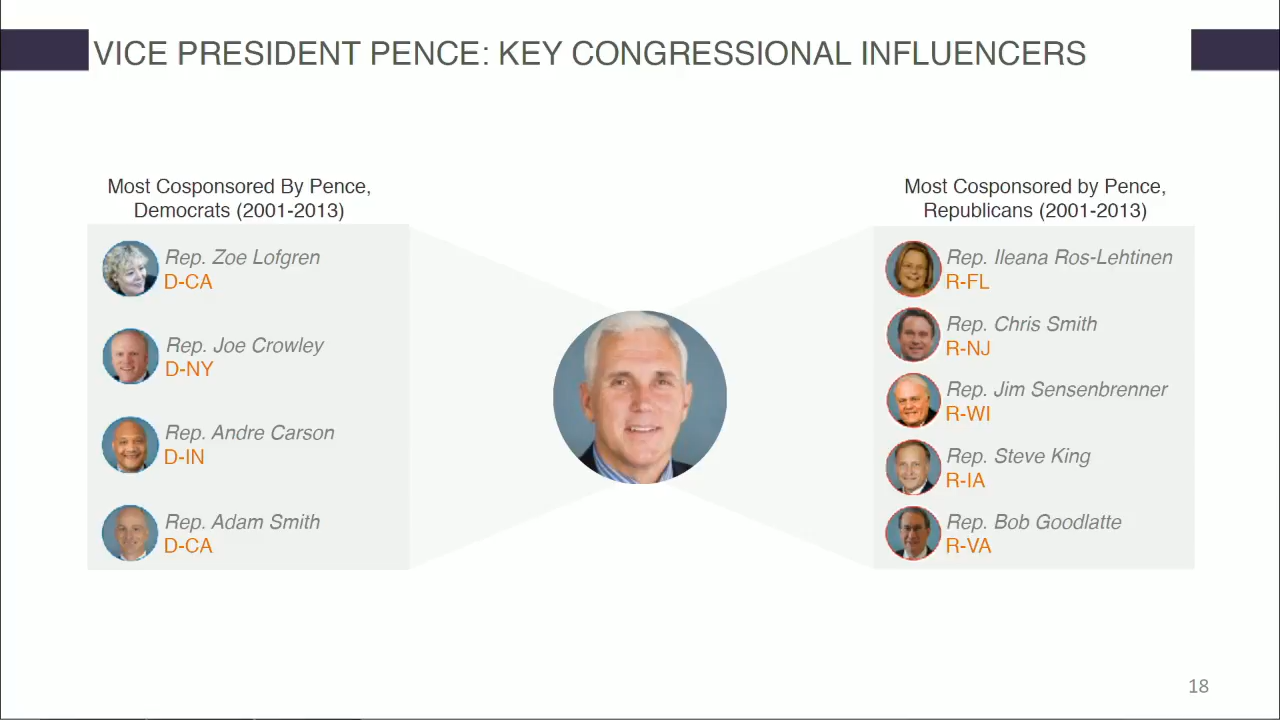 VICE PRESIDENT PENCE: KEY CONGRESSIONAL INFLUENCERS
Most Cosponsored By Pence,
Democrats (2001-2013)
Rep. Zoe Lofgren
D-CA
Rep. Joe Crowley
D-NY
Rep. Andre Carson
D-IN
Rep. Adam Smith
D-CA
Most Cosponsored by Pence,
Republicans (2001-2013)
Rep. Ileana Ros-Lehtinen
R-FL
Rep. Chris Smith
R-NJ
Rep. Jim Sensenbrenner
R-WI
Rep. Steve King
R-IA
Rep. Bob Goodlatte
R-VA
18